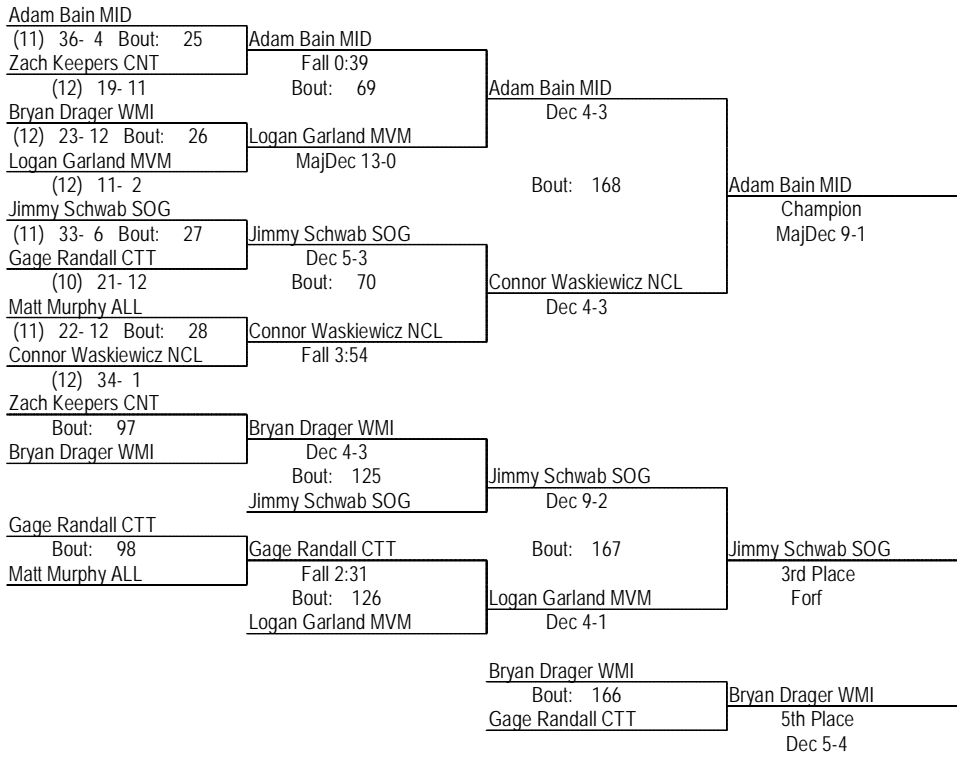 Adam Bain MID
(11) 36- 4 Bout: 25
Adam Bain MID
Zach Keepers CNT
Fall 0:39
(12) 19- 11
Bout: 69
Adam Bain MID
Bryan Drager WMI
Dec 4-3
(12) 23- 12 Bout: 26
Logan Garland MVM
Logan Garland MVM
MajDec 13-0
(12) 11- 2
Bout: 168
Adam Bain MID
Jimmy Schwab SOG
Champion
(11) 33- 6 Bout: 27
Jimmy Schwab SOG
MajDec 9-1
Gage Randall CTT
Dec 5-3
(10) 21- 12
Bout: 70
Connor Waskiewicz NCL
Matt Murphy ALL
Dec 4-3
(11) 22- 12 Bout: 28
Connor Waskiewicz NCL
Connor Waskiewicz NCL
Fall 3:54
(12) 34- 1
Zach Keepers CNT
Bout: 97
Bryan Drager WMI
Bryan Drager WMI
Dec 4-3
Bout: 125
Jimmy Schwab SOG
Jimmy Schwab SOG
Dec 9-2
Gage Randall CTT
Bout: 98
Gage Randall CTT
Bout: 167
Jimmy Schwab SOG
Matt Murphy ALL
Fall 2:31
3rd Place
Bout: 126
Logan Garland MVM
Forf
Logan Garland MVM
Dec 4-1
Bryan Drager WMI
Bout: 166
Bryan Drager WMI
Gage Randall CTT
5th Place
Dec 5-4